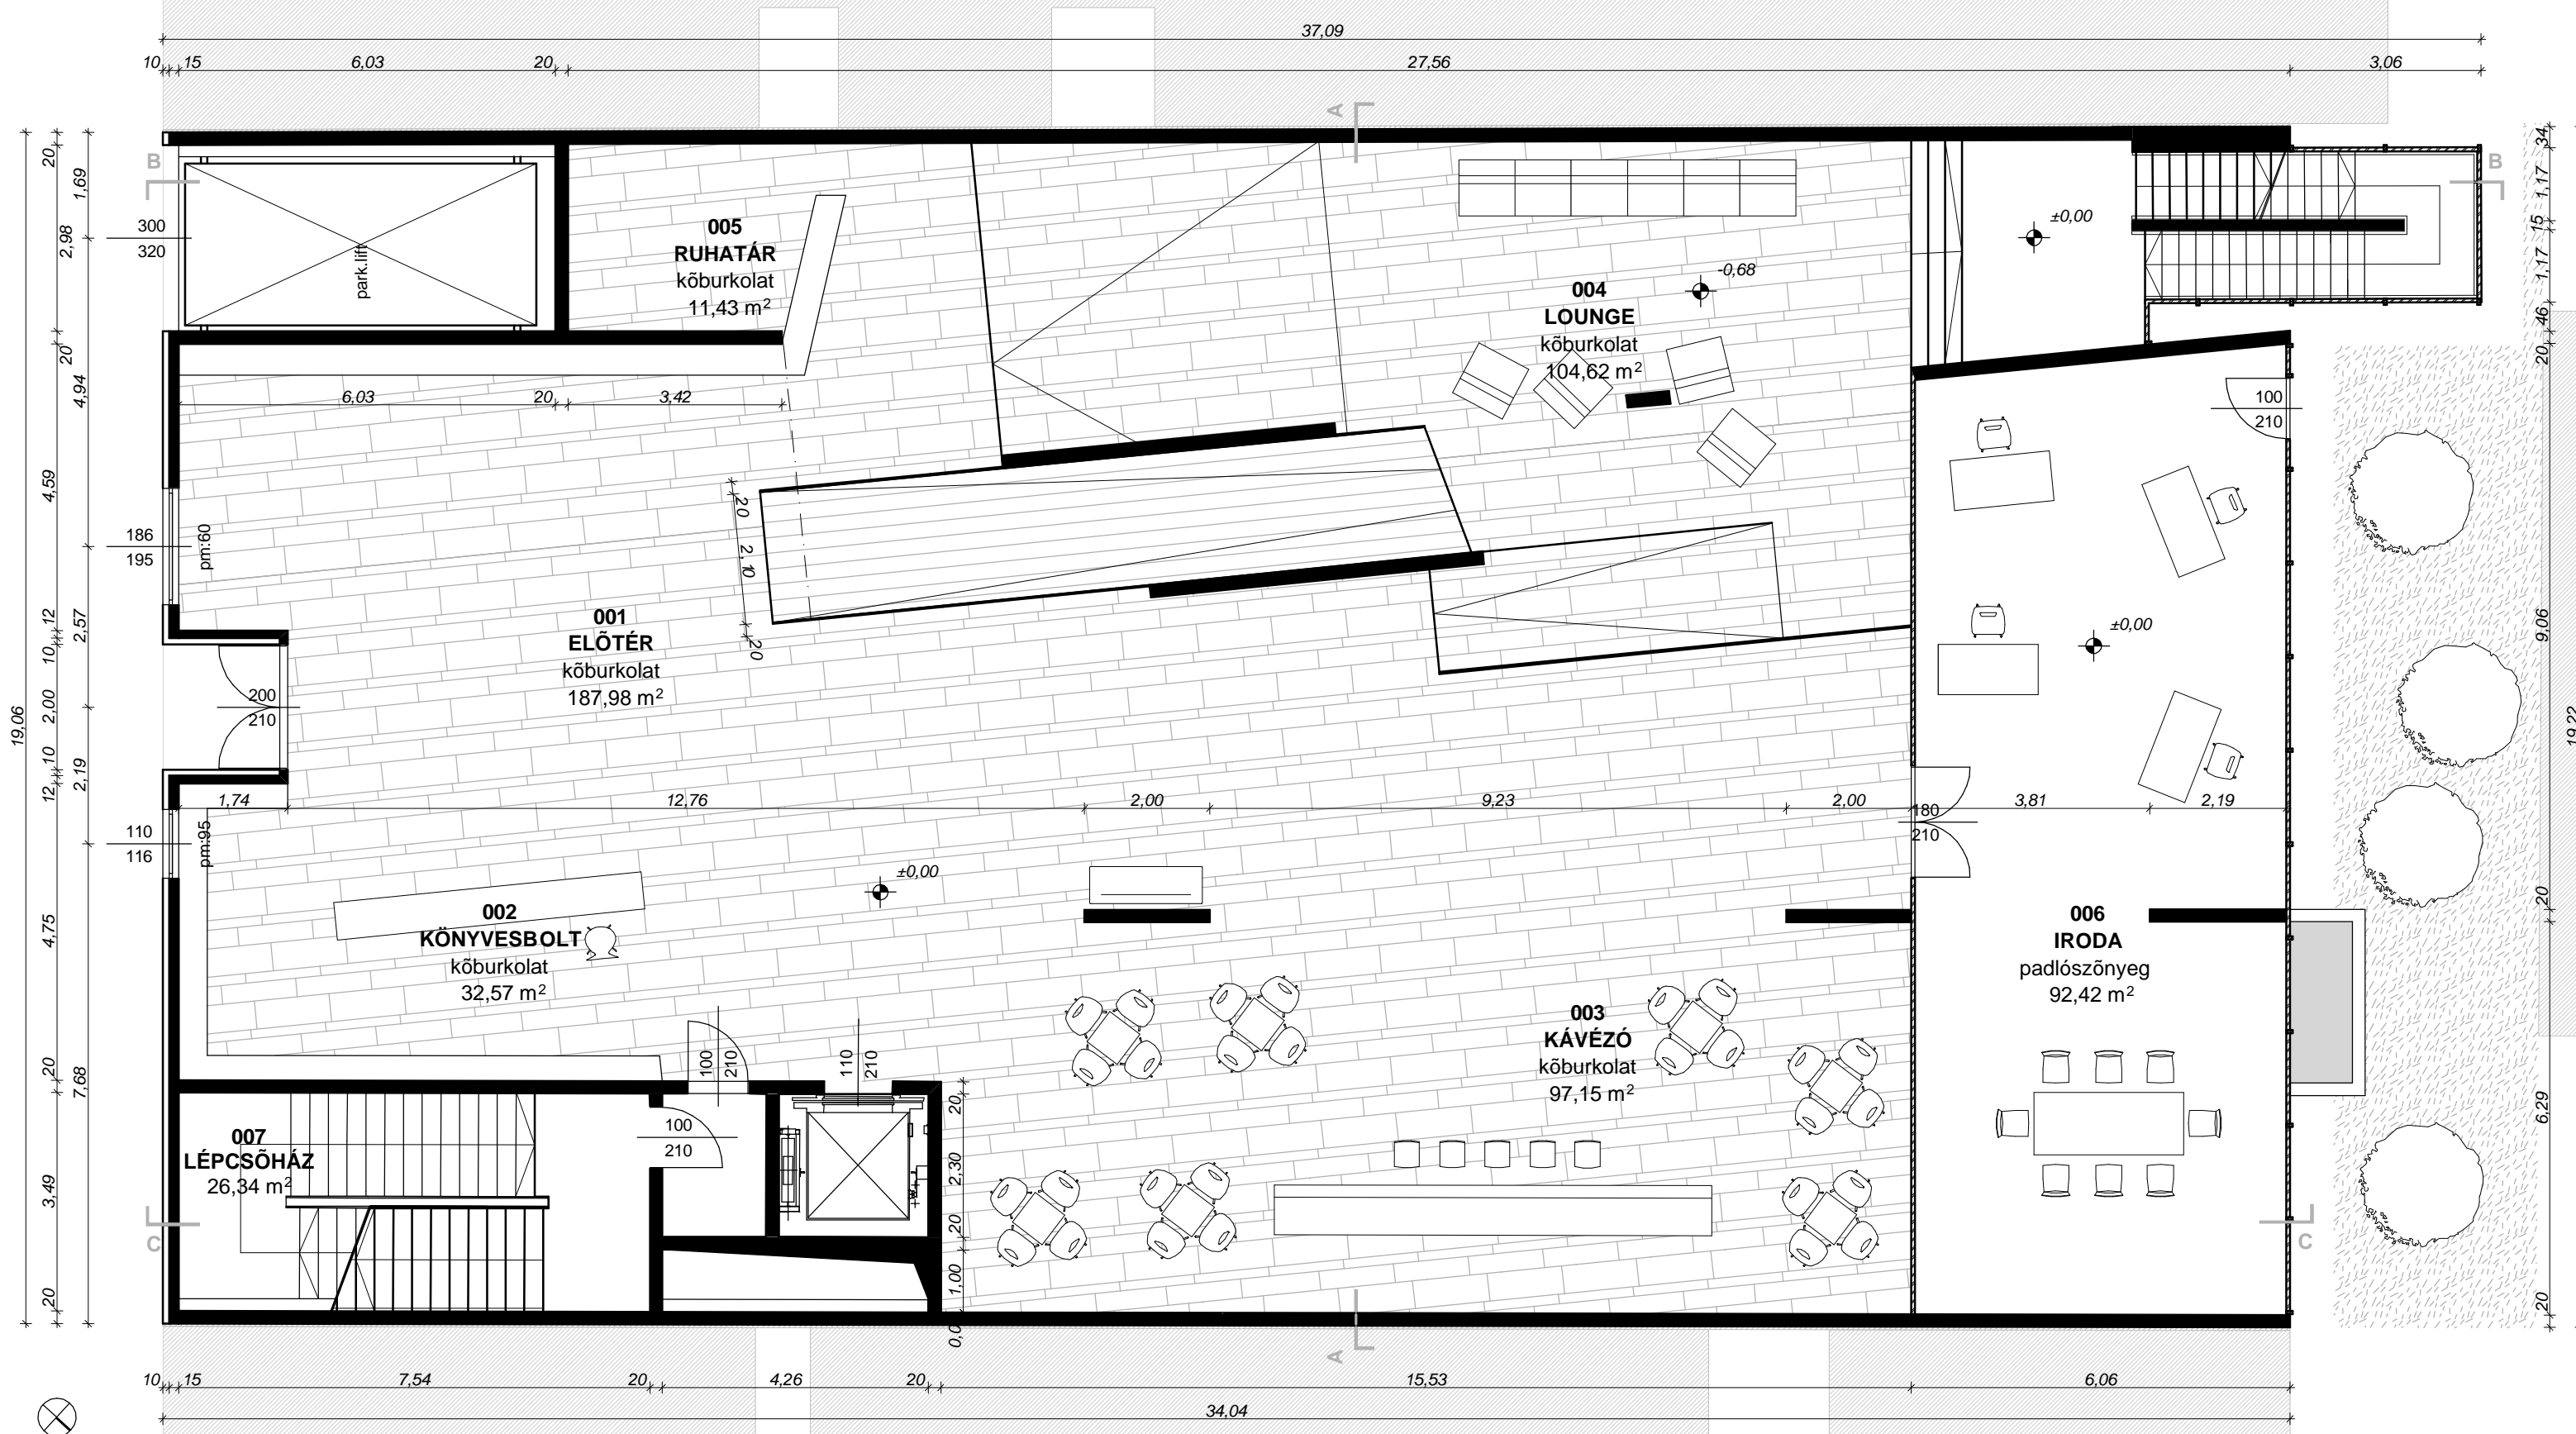 37,09
10 15 6,03 20 27,56 3,06
A
B
B
20
1,69
2,98
20
4,94
4,59
12
10
2,57
2,00
10
12
2,19
19,06
4,75
20
7,68
3,49
20
300
320
park.lift
005
RUHATÁR
kõburkolat
11,43 m²
004
LOUNGE
kõburkolat
104,62 m²
-0,68
±0,00
34
1,17
15
1,17
46
20
6,03 20 3,42
100
210
186
195
pm:60
20
2,10
20
001
ELÕTÉR
kõburkolat
187,98 m²
±0,00
9,06
19,22
200
210
1,74 12,76 2,00 9,23 2,00 3,81 2,19
180
210
110
116
pm:95
±0,00
002
KÖNYVESBOLT
kõburkolat
32,57 m²
006
IRODA
padlószõnyeg
92,42 m²
20
003
KÁVÉZÓ
kõburkolat
97,15 m²
100
210
110
210
007
LÉPCSÕHÁZ
26,34 m²
100
210
20
2,30
20
1,00
0,0
6,29
20
C
C
A
10 15 7,54 20 4,26 20 15,53 6,06
34,04